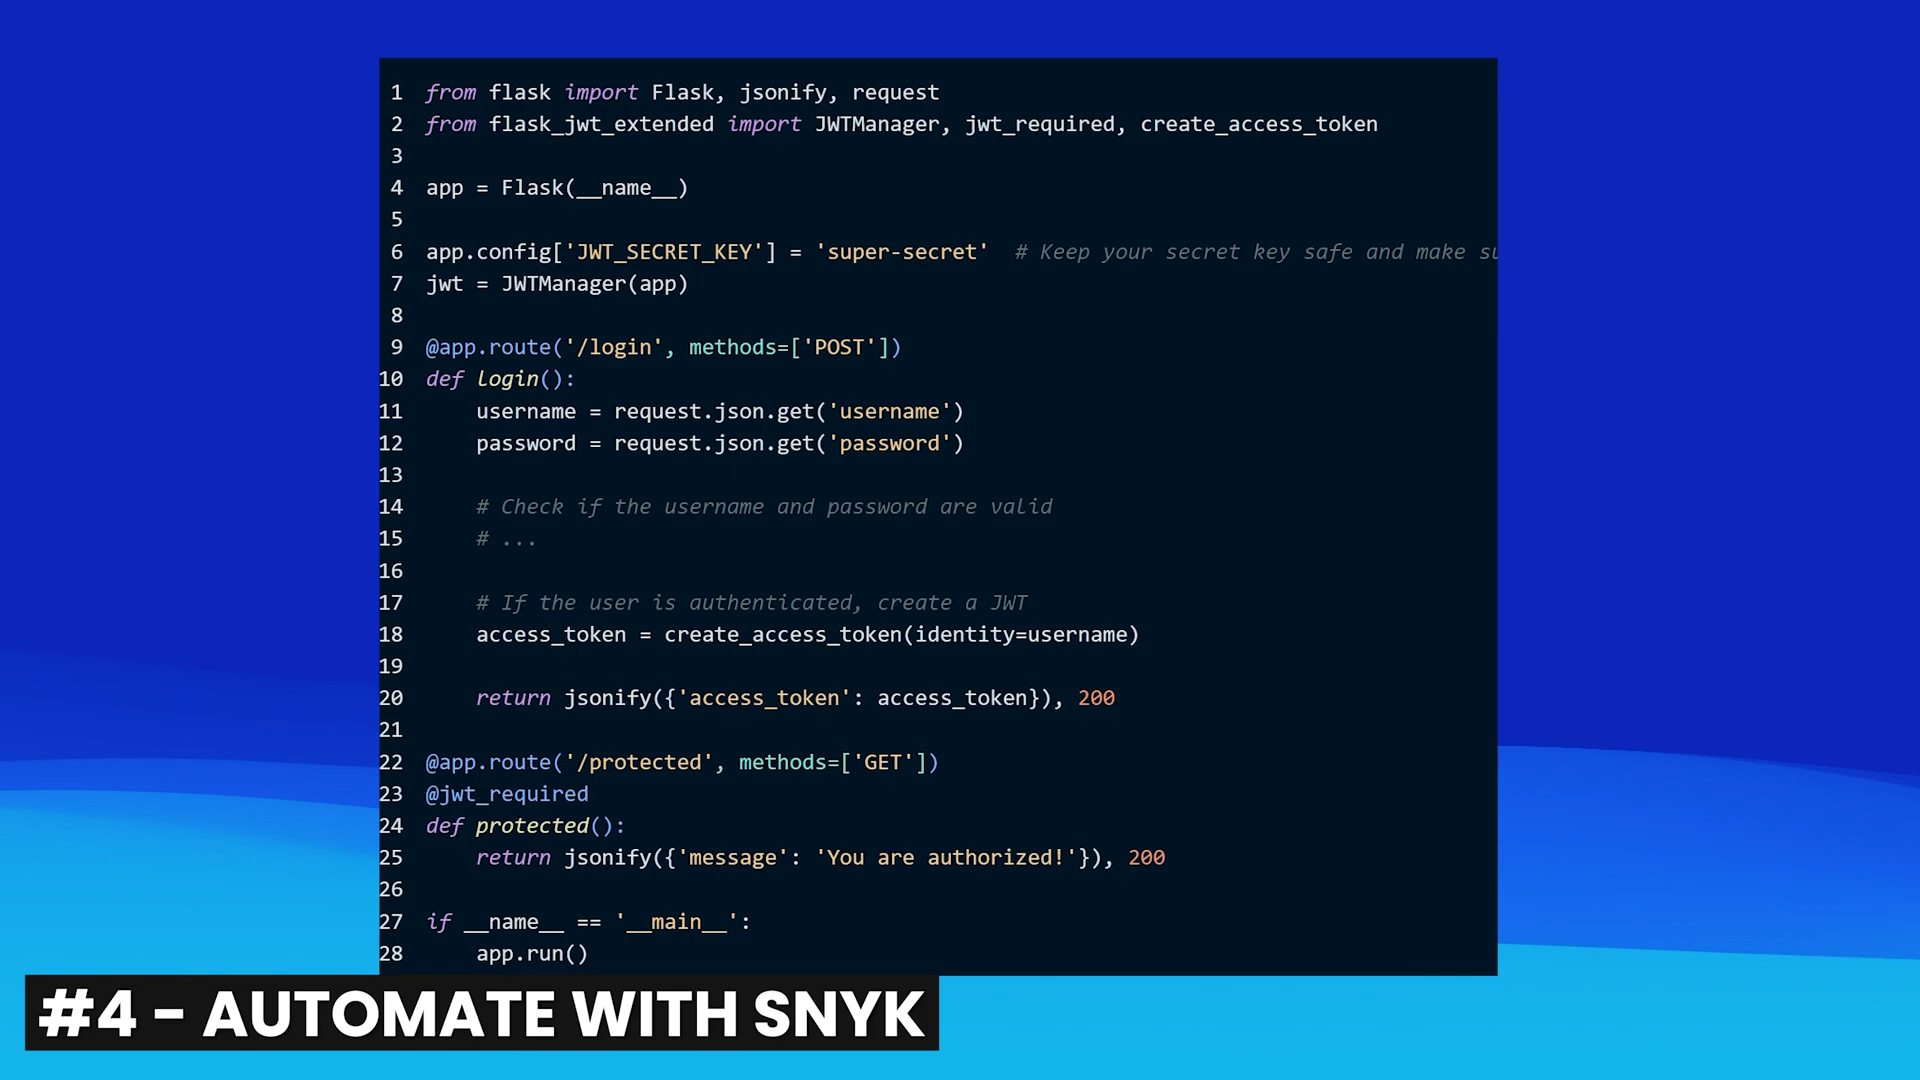 1 from flask import Flask, jsonify, request
2 from flask_jwt_extended import JWTManager, jwt_required, create_access_token
3
4 app = Flask(__name__)
5
6 app.config['JWT_SECRET_KEY'] = 'super-secret'  # Keep your secret key safe and make su
7 jwt = JWTManager(app)
8
9 @app.route('/login', methods=['POST'])
10 def login():
11     username = request.json.get('username')
12     password = request.json.get('password')
13
14     # Check if the username and password are valid
15     # ...
16
17     # If the user is authenticated, create a JWT
18     access_token = create_access_token(identity=username)
19
20     return jsonify({'access_token': access_token}), 200
21
22 @app.route('/protected', methods=['GET'])
23 @jwt_required
24 def protected():
25     return jsonify({'message': 'You are authorized!'}), 200
26
27 if __name__ == '__main__':
28     app.run()
#4 - AUTOMATE WITH SNYK